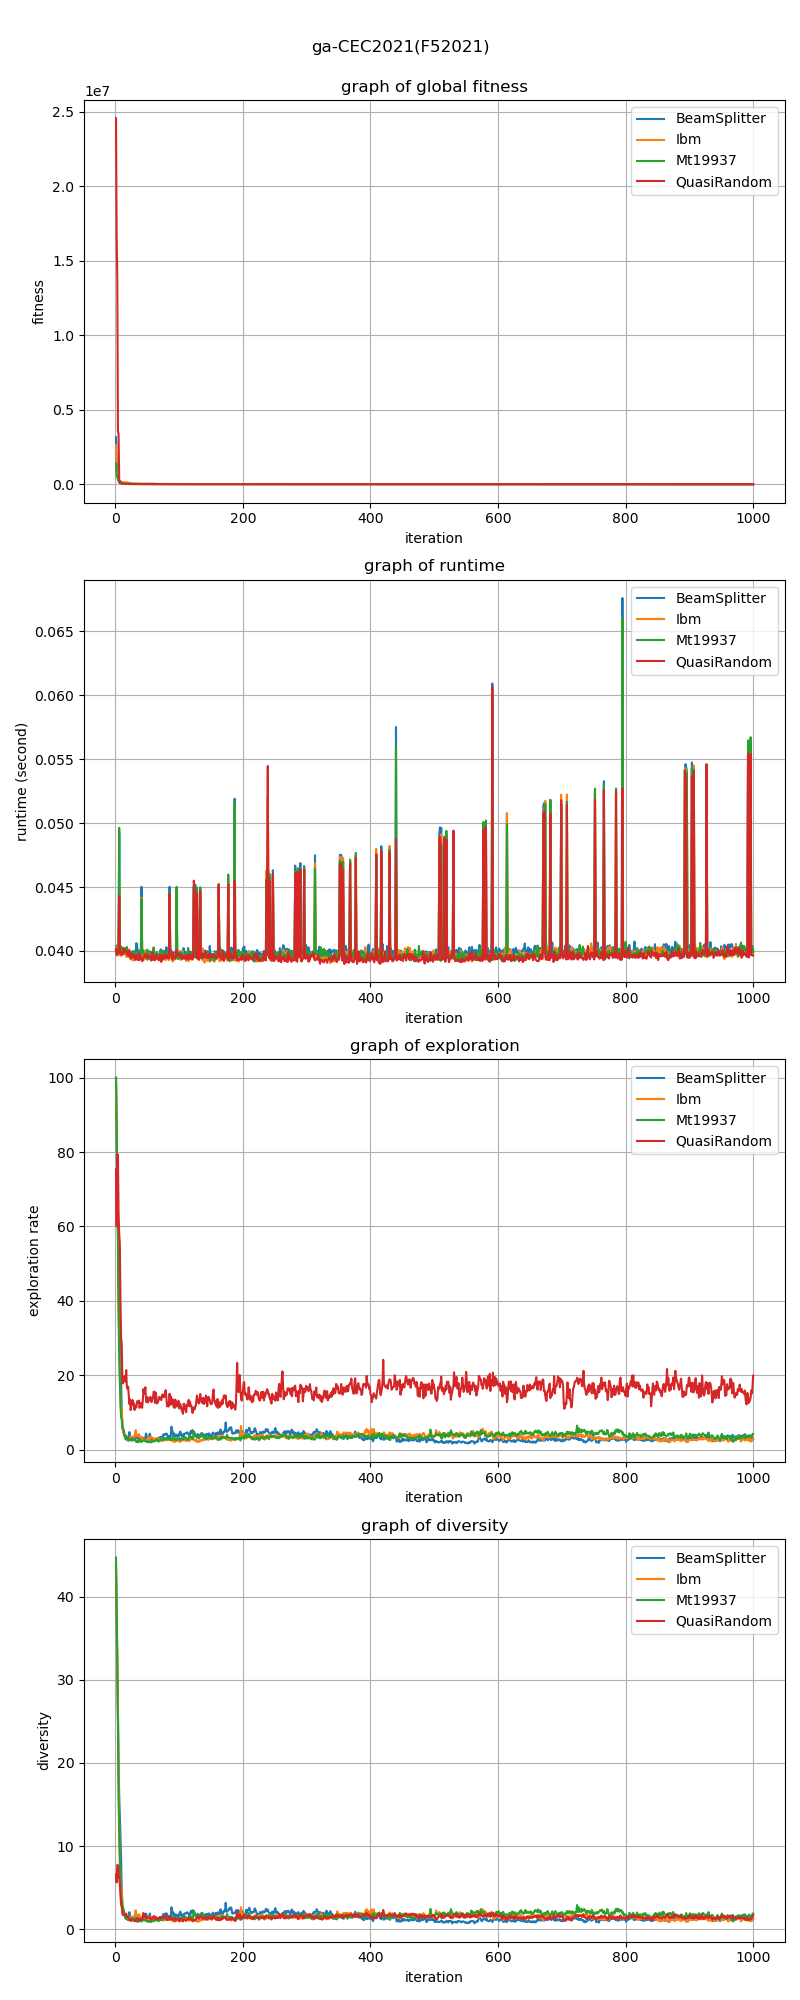 ga-CEC2021(F52021)
graph of global fitness
1e7
2.5
2.0
1.5
1.0
0.5
0.0
fitness
BeamSplitter
Ibm
Mt19937
QuasiRandom
0 200 400 600 800 1000
iteration
graph of runtime
0.065
0.060
0.055
0.050
0.045
0.040
runtime (second)
BeamSplitter
Ibm
Mt19937
QuasiRandom
0 200 400 600 800 1000
iteration
graph of exploration
100
80
60
40
20
0
exploration rate
BeamSplitter
Ibm
Mt19937
QuasiRandom
0 200 400 600 800 1000
iteration
graph of diversity
40
30
20
10
0
diversity
BeamSplitter
Ibm
Mt19937
QuasiRandom
0 200 400 600 800 1000
iteration